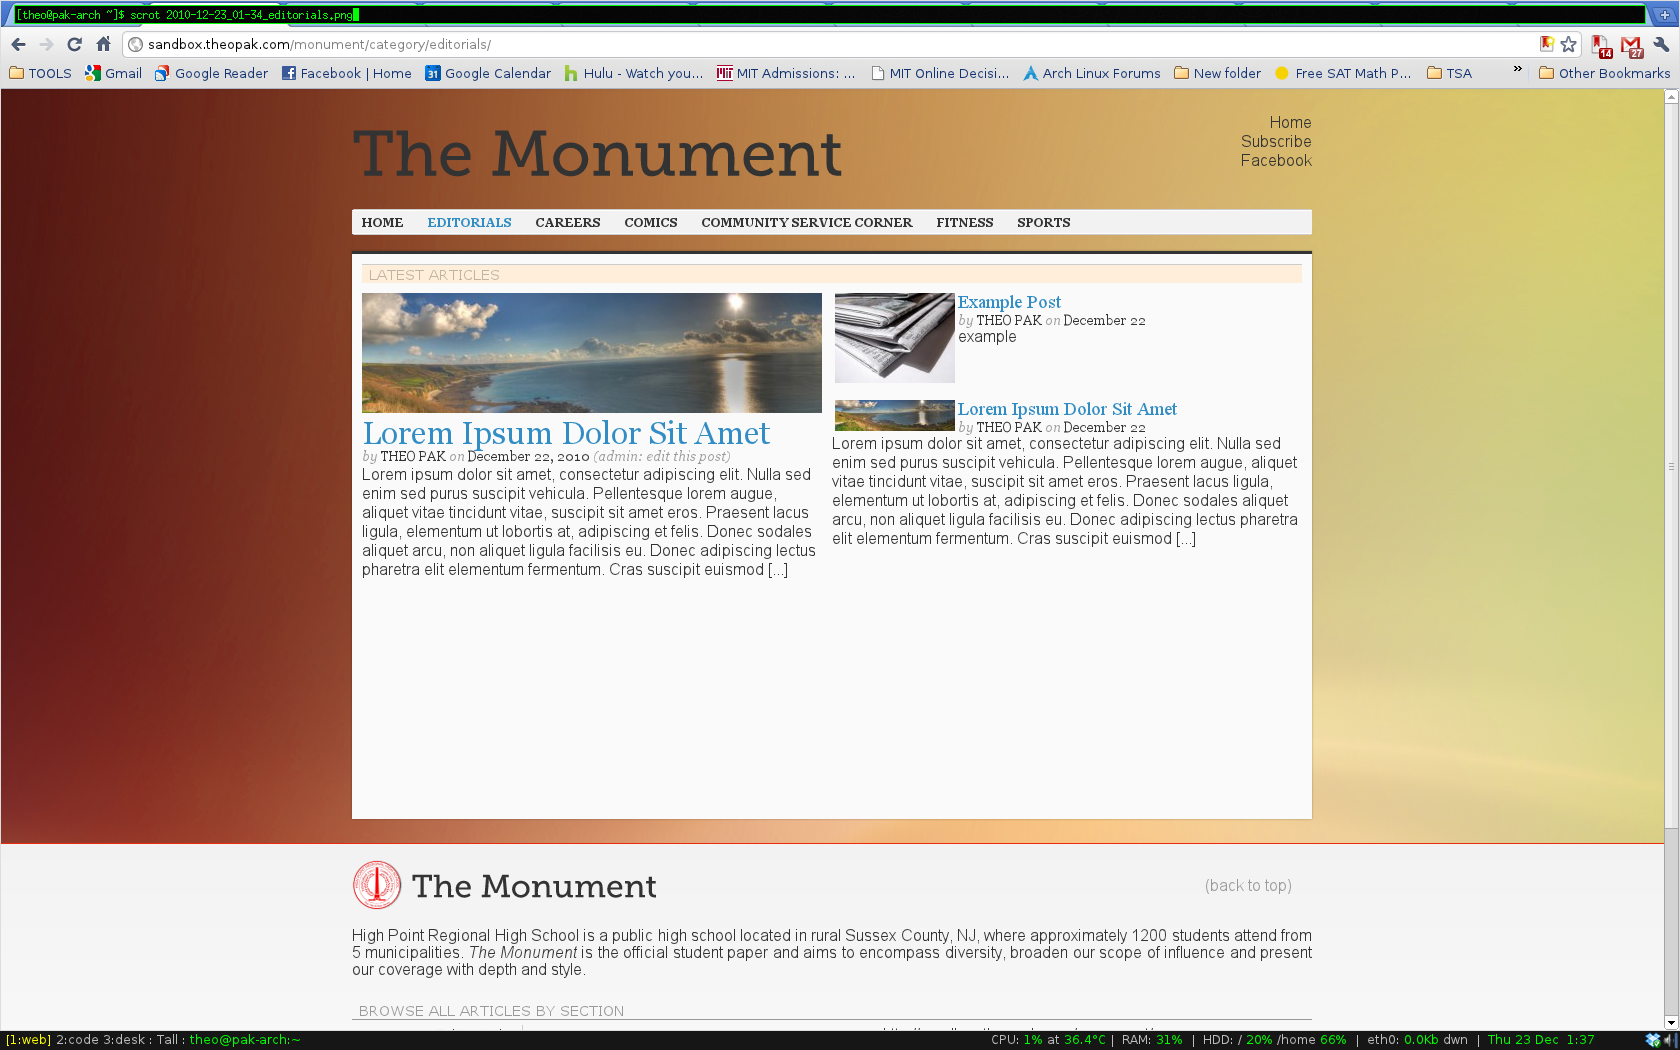 [theo@pak-arch ~]$ scrot 2010-12-23_01-34_editorials.png
sandbox.theopak.com/monument/category/editorials/
14
27
TOOLS Gmail Google Reader Facebook | Home 31 Google Calendar Hulu - Watch you... MIT Admissions: ... MIT Online Decisi... Arch Linux Forums New folder Free SAT Math P... TSA » Other Bookmarks
The Monument
Home
Subscribe
Facebook
HOME EDITORIALS CAREERS COMICS COMMUNITY SERVICE CORNER FITNESS SPORTS
LATEST ARTICLES
Lorem Ipsum Dolor Sit Amet
by THEO PAK on December 22, 2010 (admin: edit this post)
Lorem ipsum dolor sit amet, consectetur adipiscing elit. Nulla sed
enim sed purus suscipit vehicula. Pellentesque lorem augue,
aliquet vitae tincidunt vitae, suscipit sit amet eros. Praesent lacus
ligula, elementum ut lobortis at, adipiscing et felis. Donec sodales
aliquet arcu, non aliquet ligula facilisis eu. Donec adipiscing lectus
pharetra elit elementum fermentum. Cras suscipit euismod [...]
Example Post
by THEO PAK on December 22
example
Lorem Ipsum Dolor Sit Amet
by THEO PAK on December 22
Lorem ipsum dolor sit amet, consectetur adipiscing elit. Nulla sed
enim sed purus suscipit vehicula. Pellentesque lorem augue, aliquet
vitae tincidunt vitae, suscipit sit amet eros. Praesent lacus ligula,
elementum ut lobortis at, adipiscing et felis. Donec sodales aliquet
arcu, non aliquet ligula facilisis eu. Donec adipiscing lectus pharetra
elit elementum fermentum. Cras suscipit euismod [...]
The Monument
(back to top)
High Point Regional High School is a public high school located in rural Sussex County, NJ, where approximately 1200 students attend from
5 municipalities. The Monument is the official student paper and aims to encompass diversity, broaden our scope of influence and present
our coverage with depth and style.
BROWSE ALL ARTICLES BY SECTION
[1:web] 2:code 3:desk : Tall : theo@pak-arch:~
CPU: 1% at 36.4°C | RAM: 31% | HDD: / 20% /home 66% | eth0: 0.0Kb dwn | Thu 23 Dec 1:37